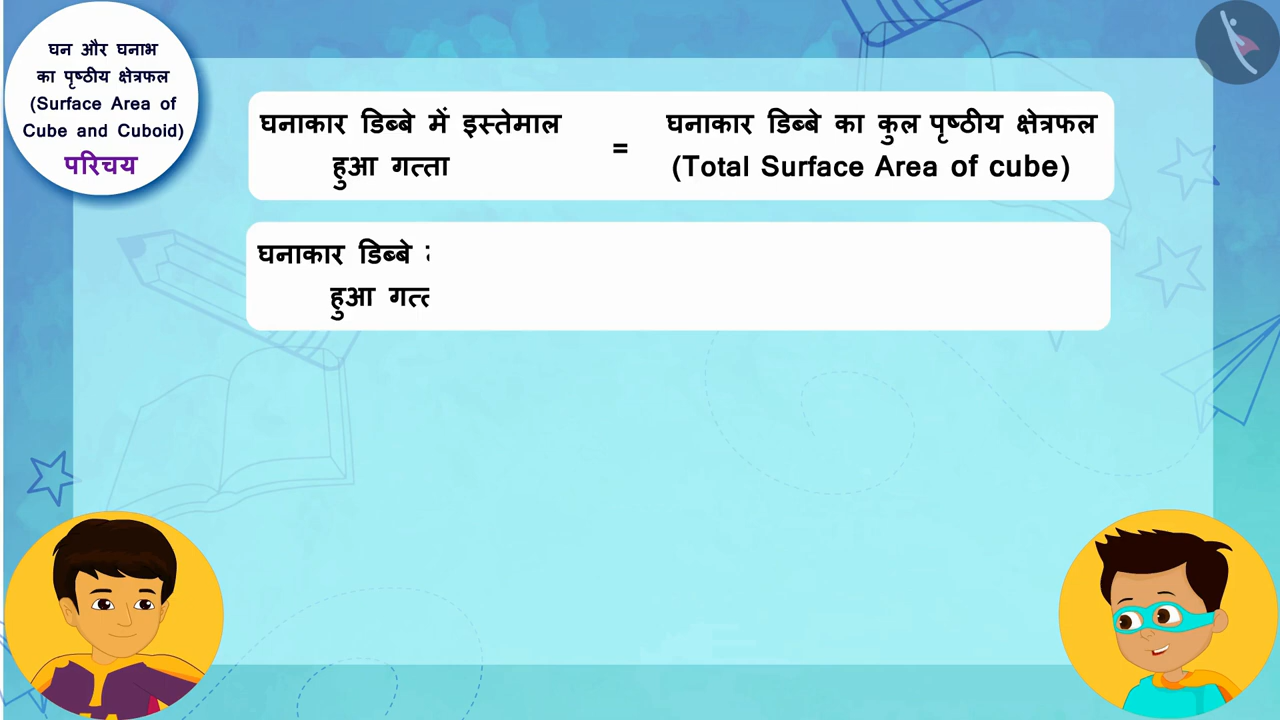 घन और घनाभ
का पृष्ठीय क्षेत्रफल
(Surface Area of
Cube and Cuboid)
परिचय
घनाकार डिब्बे में इस्तेमाल
हुआ गत्ता
=
घनाकार डिब्बे का कुल पृष्ठीय क्षेत्रफल
(Total Surface Area of cube)
घनाकार डिब्बे
हुआ